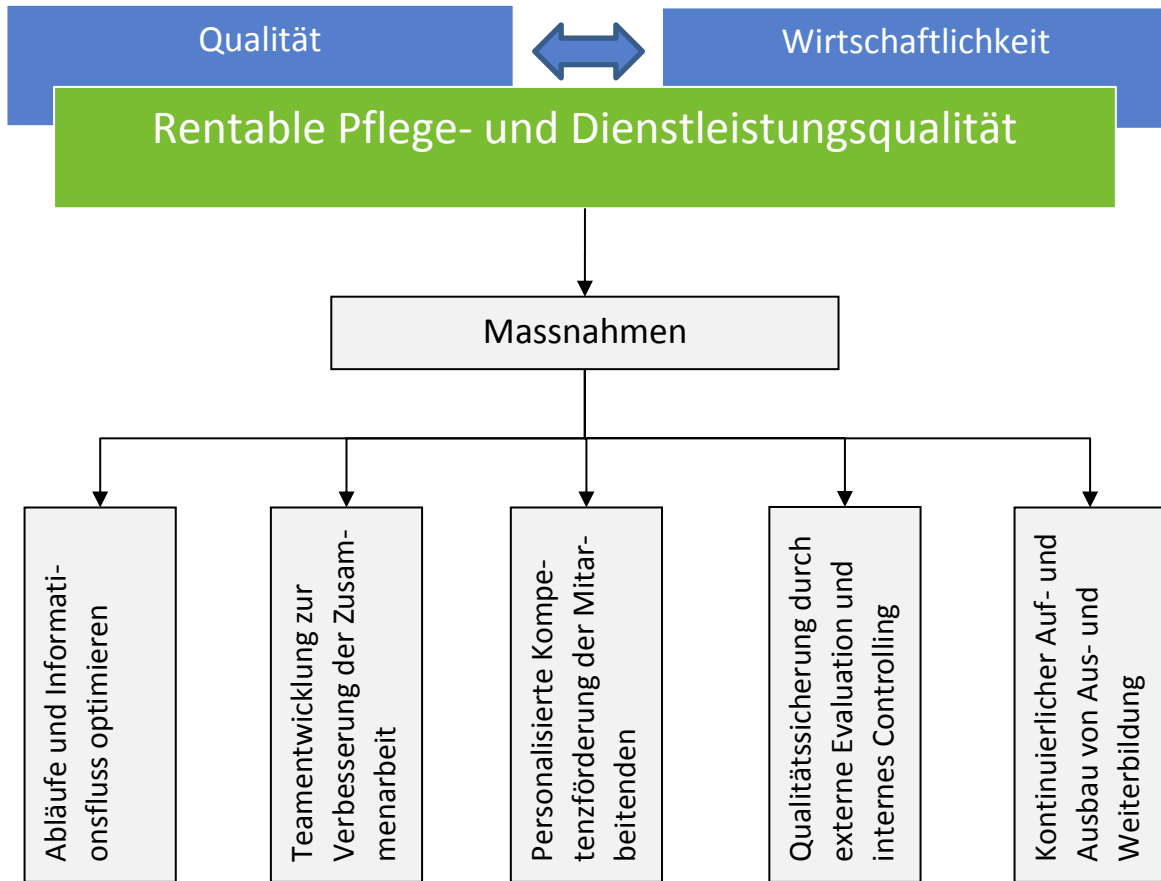 Qualität
Wirtschaftlichkeit
Rentable Pflege- und Dienstleistungsqualität
Massnahmen
Abläufe und Informati-
onsfluss optimieren
Teamentwicklung zur
Verbesserung der Zusam-
menarbeit
Personalisierte Kompe-
tenzförderung der Mitar-
beitenden
Qualitätssicherung durch
externe Evaluation und
internes Controlling
Kontinuierlicher Auf- und
Ausbau von Aus- und
Weiterbildung